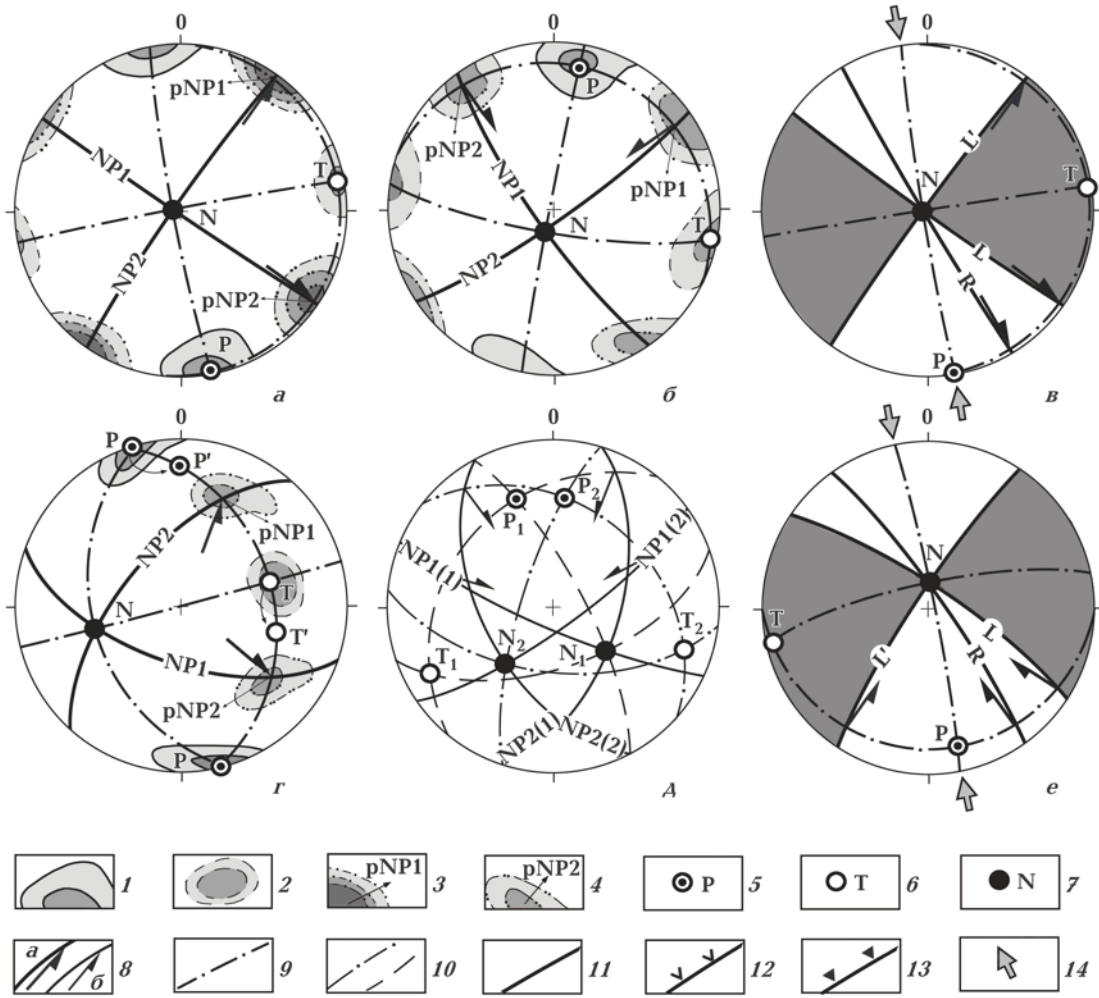 0
pNP1
T
NP1
N
NP2
pNP2
P
а
0
P
pNP2
NP1
pNP1
N
T
NP2
б
0
L'
N
T
L
R
P
в
0
P
P'
pNP1
NP2
T
N
T'
NP1
pNP2
P
г
0
P₁
P₂
NP1(1)
NP1(2)
N₂
N₁
T₁
T₂
NP2(1)
NP2(2)
д
0
N
T
L'
L
R
P
е
1
2
pNP1 3
pNP2 4
P 5
T 6
N 7
а б 8
9
10
11
12
13
14